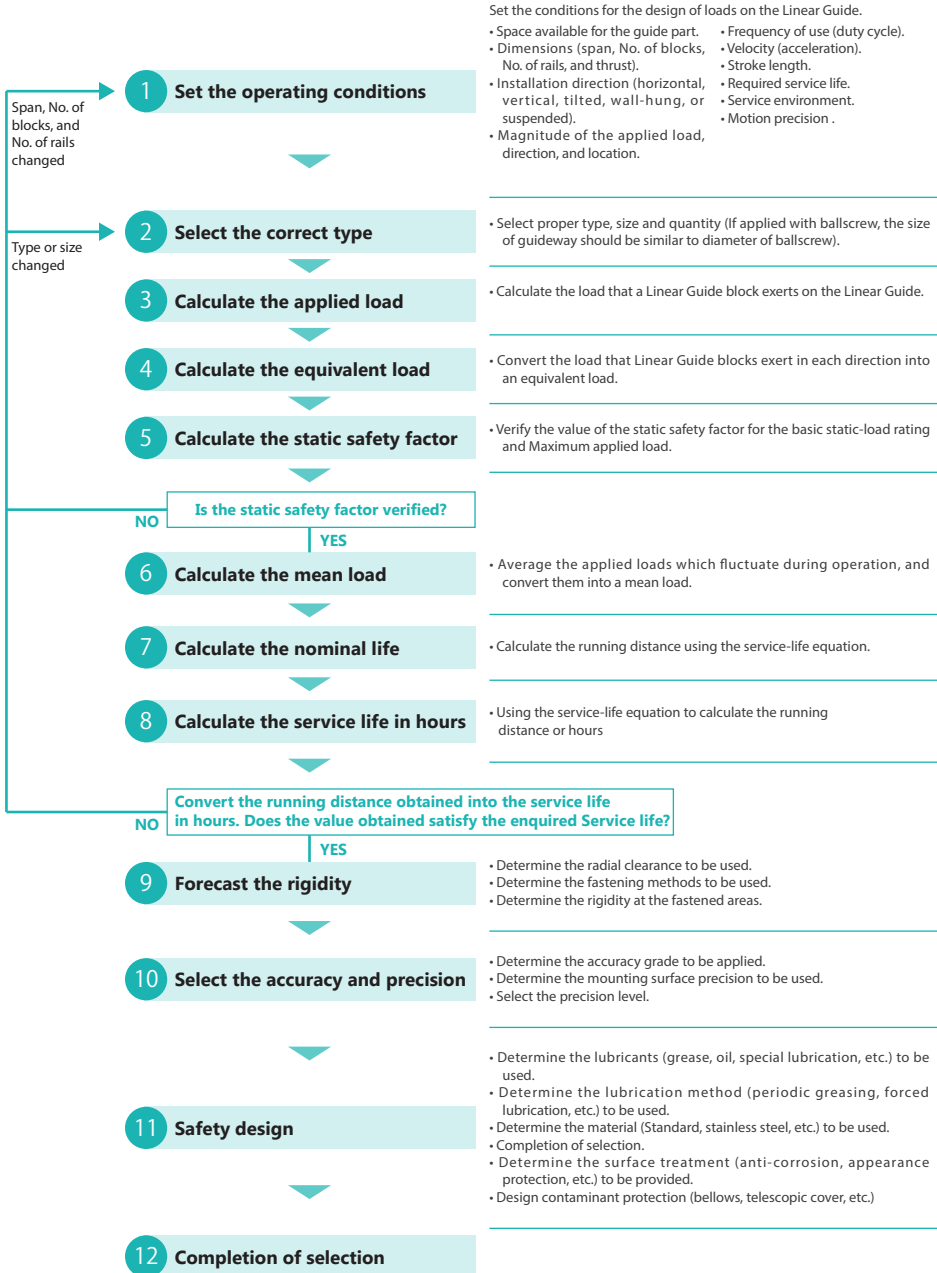 Set the conditions for the design of loads on the Linear Guide.
• Space available for the guide part.
• Dimensions (span, No. of blocks,
No. of rails, and thrust).
• Installation direction (horizontal,
vertical, tilted, wall-hung, or
suspended).
• Magnitude of the applied load,
direction, and location.
• Frequency of use (duty cycle).
• Velocity (acceleration).
• Stroke length.
• Required service life.
• Service environment.
• Motion precision .
1 Set the operating conditions
Span, No. of
blocks, and
No. of rails
changed
2 Select the correct type
• Select proper type, size and quantity (If applied with ballscrew, the size
of guideway should be similar to diameter of ballscrew).
Type or size
changed
3 Calculate the applied load
• Calculate the load that a Linear Guide block exerts on the Linear Guide.
4 Calculate the equivalent load
• Convert the load that Linear Guide blocks exert in each direction into
an equivalent load.
5 Calculate the static safety factor
• Verify the value of the static safety factor for the basic static-load rating
and Maximum applied load.
Is the static safety factor verified?
NO
YES
6 Calculate the mean load
• Average the applied loads which fluctuate during operation, and
convert them into a mean load.
7 Calculate the nominal life
• Calculate the running distance using the service-life equation.
8 Calculate the service life in hours
• Using the service-life equation to calculate the running
distance or hours
Convert the running distance obtained into the service life
in hours. Does the value obtained satisfy the enquired Service life?
NO
YES
9 Forecast the rigidity
• Determine the radial clearance to be used.
• Determine the fastening methods to be used.
• Determine the rigidity at the fastened areas.
10 Select the accuracy and precision
• Determine the accuracy grade to be applied.
• Determine the mounting surface precision to be used.
• Select the precision level.
11 Safety design
• Determine the lubricants (grease, oil, special lubrication, etc.) to be
used.
• Determine the lubrication method (periodic greasing, forced
lubrication, etc.) to be used.
• Determine the material (Standard, stainless steel, etc.) to be used.
• Completion of selection.
• Determine the surface treatment (anti-corrosion, appearance
protection, etc.) to be provided.
• Design contaminant protection (bellows, telescopic cover, etc.)
12 Completion of selection